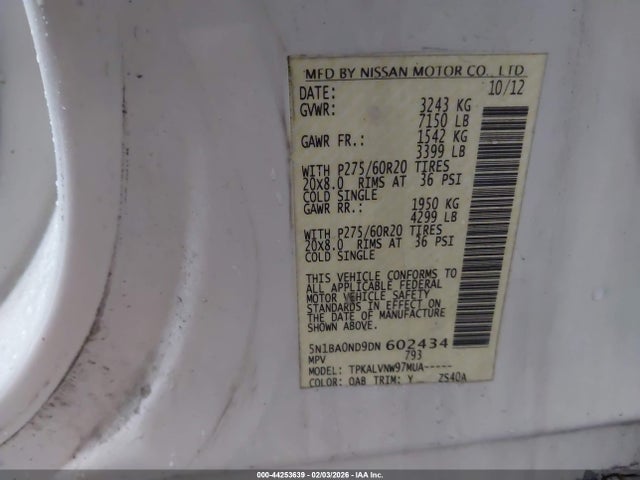 MFD BY NISSAN MOTOR CO., LTD
DATE: 10/12
GVWR: 3243 KG
7150 LB
GAWR FR.: 1542 KG
3399 LB
WITH P275/60R20 TIRES
20X8.0 RIMS AT 36 PSI
COLD SINGLE
GAWR RR.: 1950 KG
4299 LB
WITH P275/60R20 TIRES
20X8.0 RIMS AT 36 PSI
COLD SINGLE
THIS VEHICLE CONFORMS TO
ALL APPLICABLE FEDERAL
MOTOR VEHICLE SAFETY
STANDARDS IN EFFECT ON
THE DATE OF MANUFACTURE
SHOWN ABOVE.
5N1BA0ND9DN 602434
MPV 793
MODEL: TPKALVNW97MUA-----
COLOR: QAB TRIM: Y ZS40A
000-44253639 - 02/03/2026 - IAA Inc.